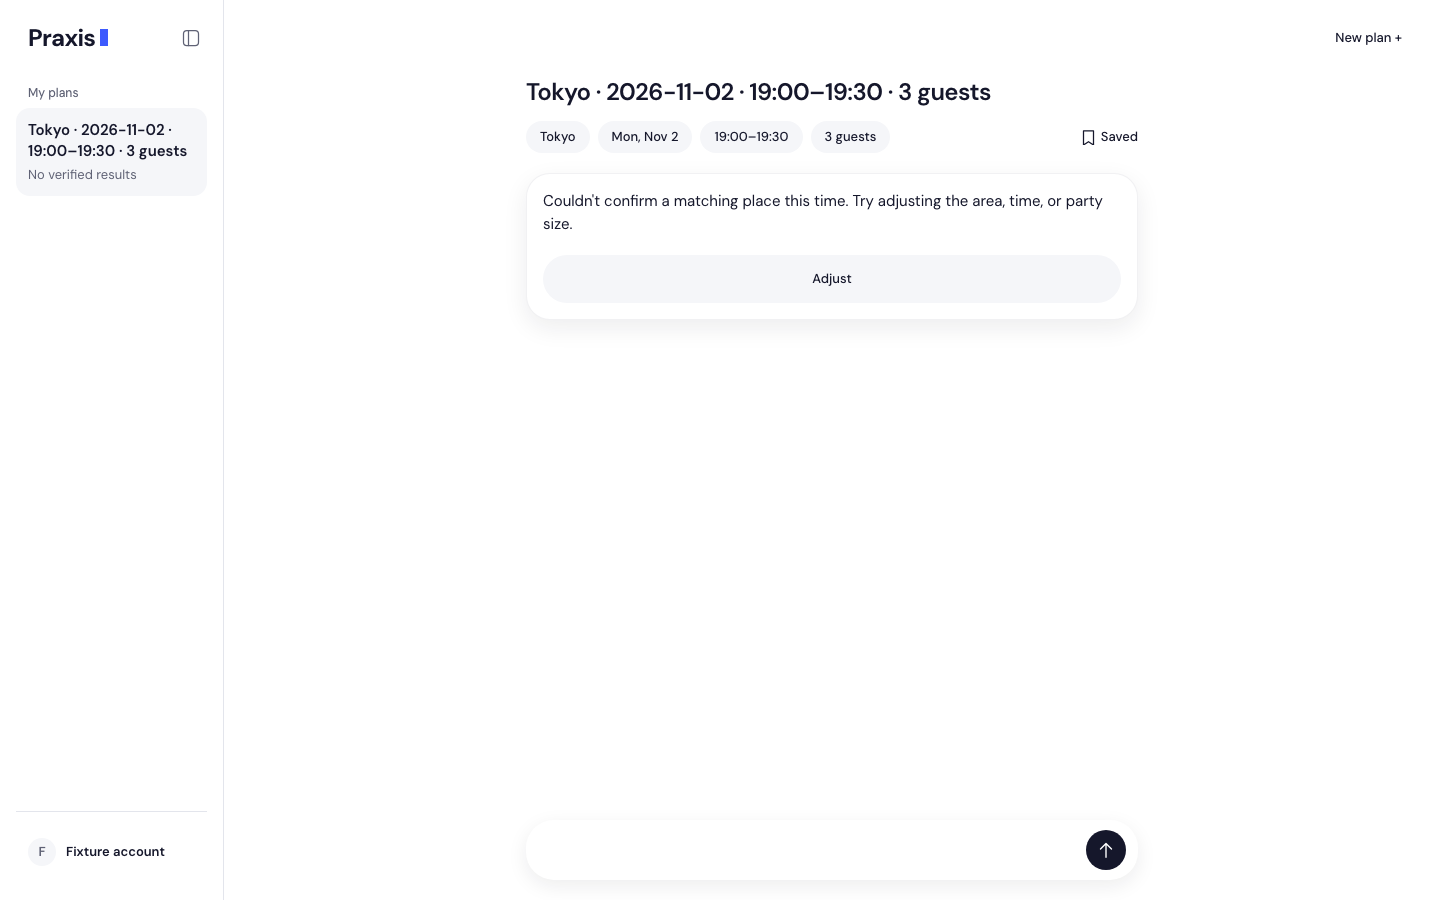 Praxis
New plan +
My plans
Tokyo · 2026-11-02 ·
19:00–19:30 · 3 guests
No verified results
Tokyo · 2026-11-02 · 19:00–19:30 · 3 guests
Tokyo
Mon, Nov 2
19:00–19:30
3 guests
Saved
Couldn't confirm a matching place this time. Try adjusting the area, time, or party
size.
Adjust
F
Fixture account